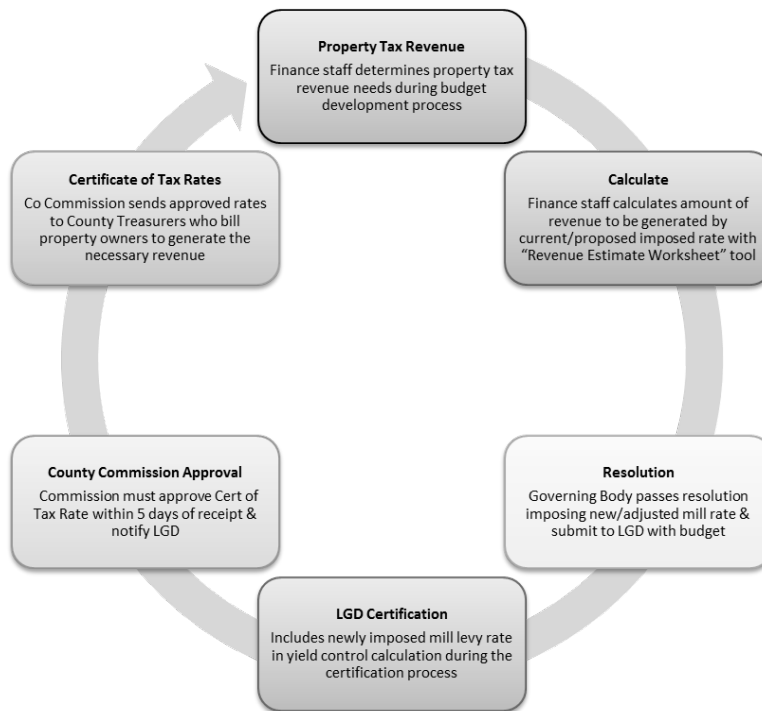 Property Tax Revenue
Finance staff determines property tax
revenue needs during budget
development process
Calculate
Finance staff calculates amount of
revenue to be generated by
current/proposed imposed rate with
“Revenue Estimate Worksheet” tool
Resolution
Governing Body passes resolution
imposing new/adjusted mill rate &
submit to LGD with budget
LGD Certification
Includes newly imposed mill levy rate
in yield control calculation during the
certification process
County Commission Approval
Commission must approve Cert of
Tax Rate within 5 days of receipt &
notify LGD
Certificate of Tax Rates
Co Commission sends approved rates
to County Treasurers who bill
property owners to generate the
necessary revenue